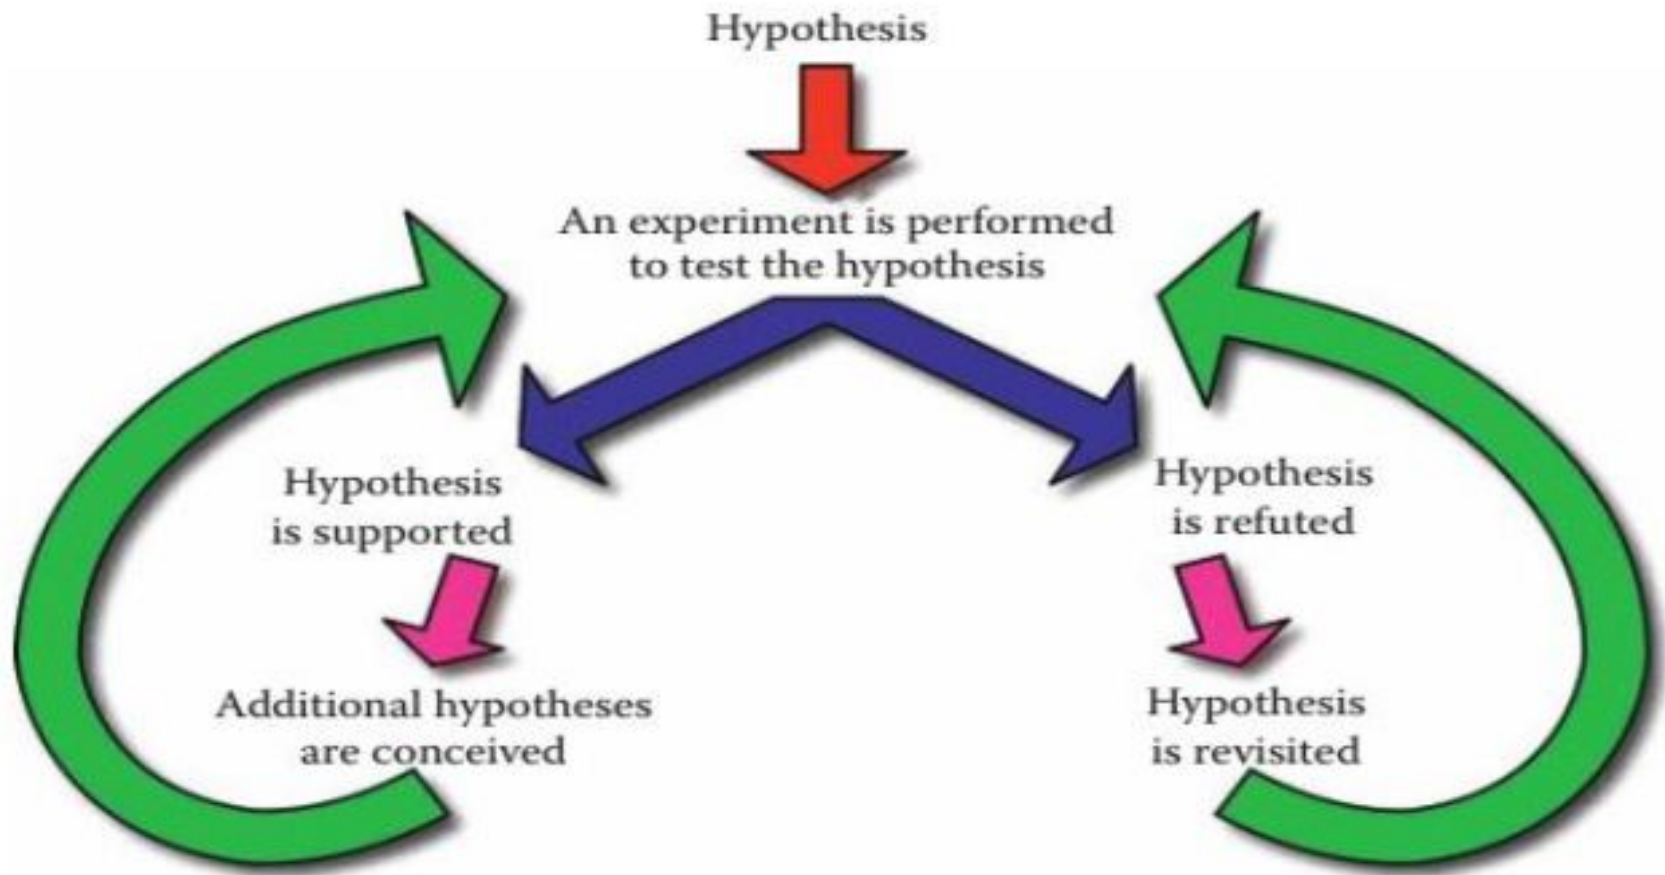 Hypothesis
An experiment is performed
to test the hypothesis
Hypothesis
is supported
Hypothesis
is refuted
Additional hypotheses
are conceived
Hypothesis
is revisited